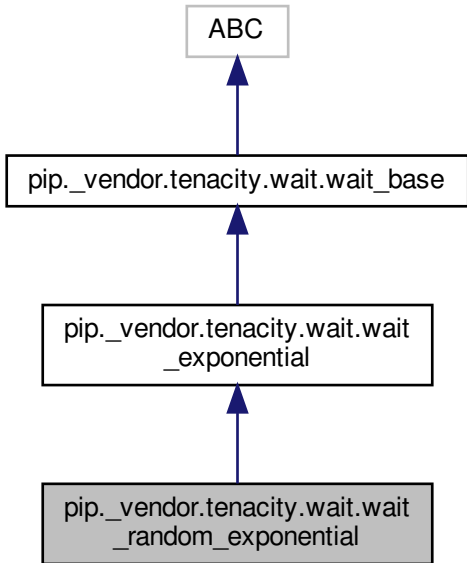 ABC
pip._vendor.tenacity.wait.wait_base
pip._vendor.tenacity.wait.wait
_exponential
pip._vendor.tenacity.wait.wait
_random_exponential